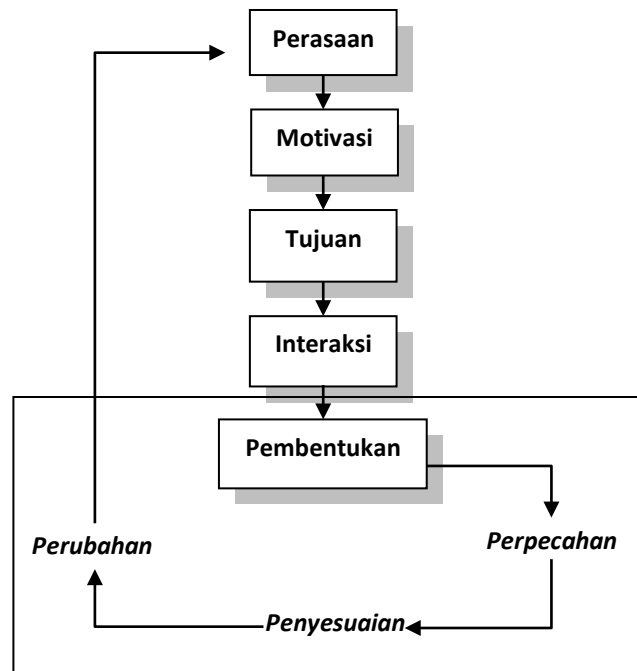 Perasaan
Motivasi
Tujuan
Interaksi
Pembentukan
Perubahan
Perpecahan
Penyesuaian